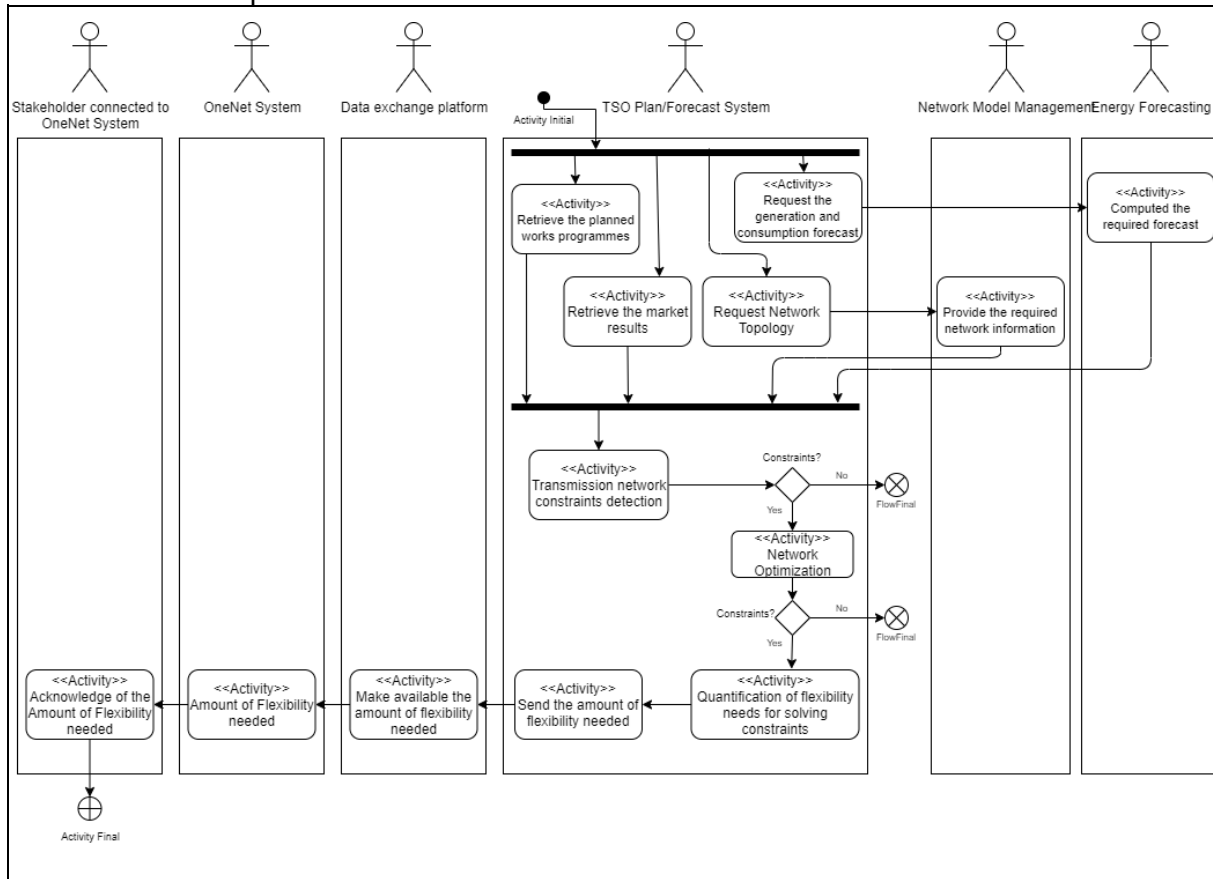 Stakeholder connected to
OneNet System
OneNet System
Data exchange platform
TSO Plan/Forecast System
Network Model Management
Energy Forecasting
Activity Initial
<<Activity>>
Retrieve the planned
works programmes
<<Activity>>
Request the
generation and
consumption forecast
<<Activity>>
Computed the
required forecast
<<Activity>>
Retrieve the market
results
<<Activity>>
Request Network
Topology
<<Activity>>
Provide the required
network information
<<Activity>>
Transmission network
constraints detection
Constraints?
No
FlowFinal
Yes
<<Activity>>
Network
Optimization
Constraints?
No
FlowFinal
Yes
<<Activity>>
Acknowledge of the
Amount of Flexibility
needed
<<Activity>>
Amount of Flexibility
needed
<<Activity>>
Make available the
amount of flexibility
needed
<<Activity>>
Send the amount of
flexibility needed
<<Activity>>
Quantification of flexibility
needs for solving
constraints
Activity Final